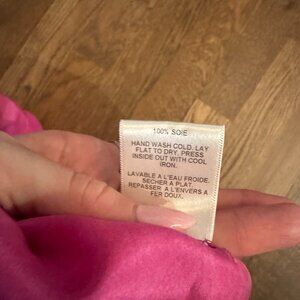 100% SOIE
HAND WASH COLD. LAY
FLAT TO DRY. PRESS
INSIDE OUT WITH COOL
IRON.
LAVABLE A L'EAU FROIDE.
SECHER A PLAT.
REPASSER A L'ENVERS A
FER DOUX.